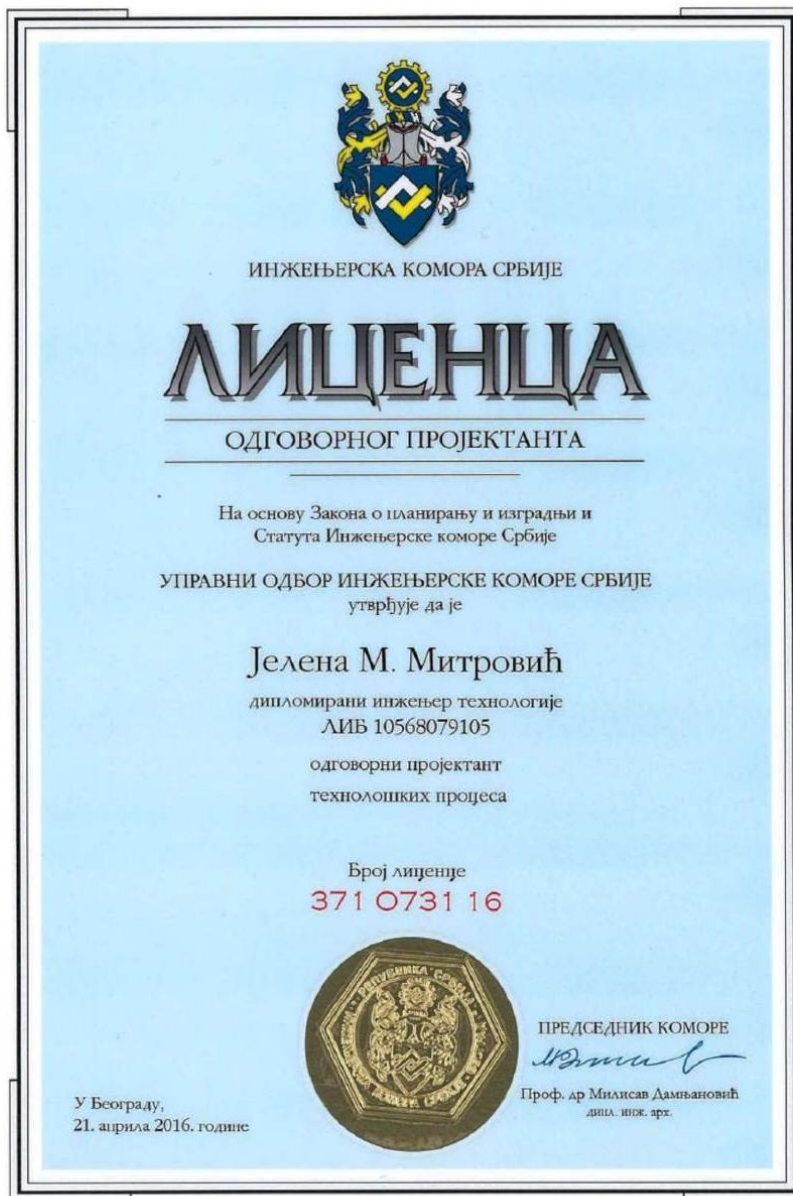 ИНЖЕЊЕРСКА КОМОРА СРБИЈЕ
ЛИЦЕНЦА
ОДГОВОРНОГ ПРОЈЕКТАНТА
На основу Закона о планирању и изградњи и
Статута Инжењерске коморе Србије
УПРАВНИ ОДБОР ИНЖЕЊЕРСКЕ КОМОРЕ СРБИЈЕ
утврђује да је
Јелена М. Митровић
дипломирани инжењер технологије
ЛИБ 10568079105
одговорни пројектант
технолошких процеса
Број лиценце
371 0731 16
РЕПУБЛИКА СРБИЈА
ПРЕДСЕДНИК КОМОРЕ
Проф. др Милисав Дамњановић
дипл. инж. арх.
У Београду,
21. априла 2016. године